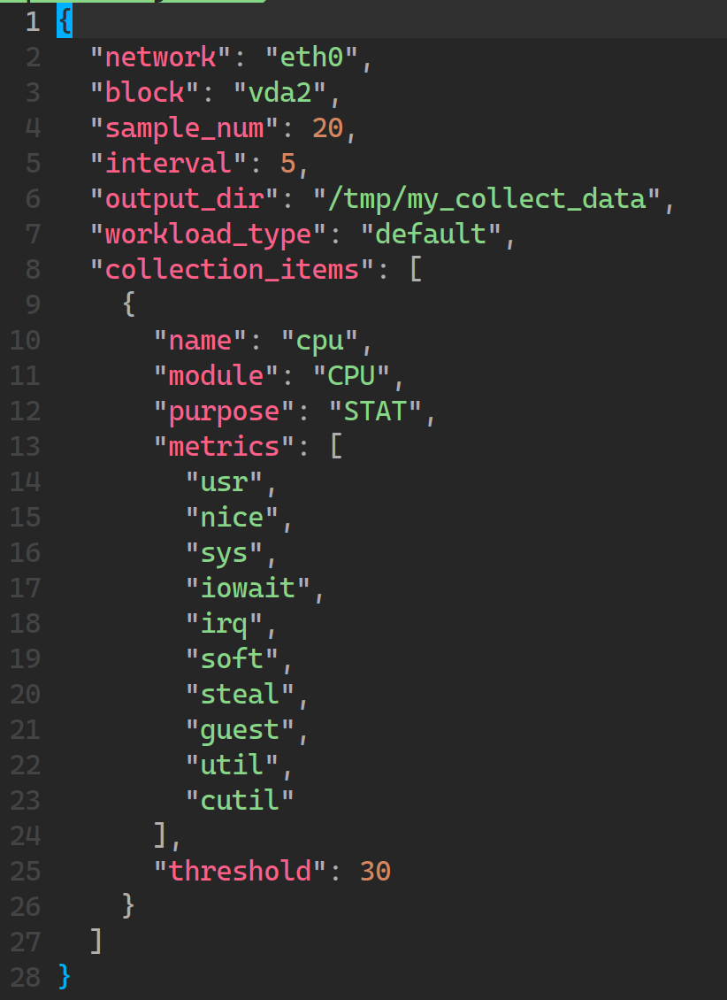 1 {
2   "network": "eth0",
3   "block": "vda2",
4   "sample_num": 20,
5   "interval": 5,
6   "output_dir": "/tmp/my_collect_data",
7   "workload_type": "default",
8   "collection_items": [
9     {
10       "name": "cpu",
11       "module": "CPU",
12       "purpose": "STAT",
13       "metrics": [
14         "usr",
15         "nice",
16         "sys",
17         "iowait",
18         "irq",
19         "soft",
20         "steal",
21         "guest",
22         "util",
23         "cutil"
24       ],
25       "threshold": 30
26     }
27   ]
28 }